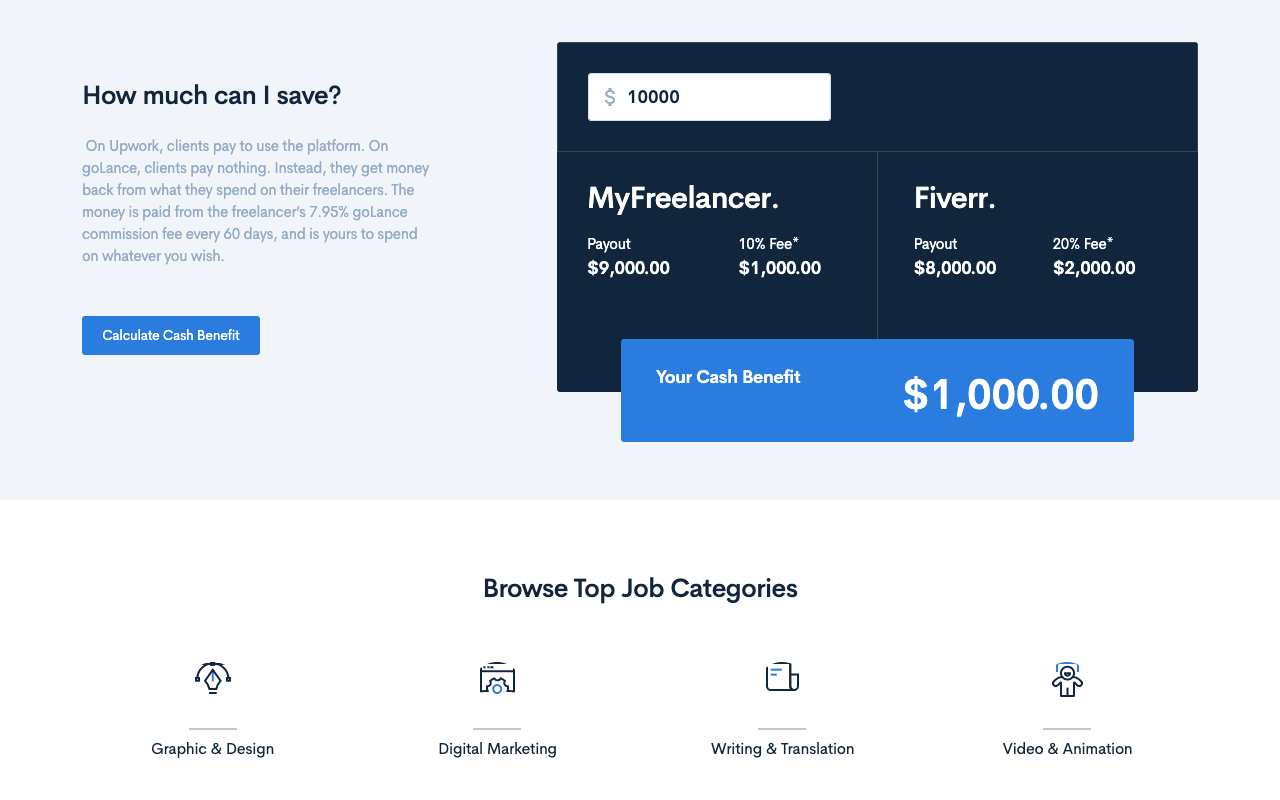 How much can I save?
On Upwork, clients pay to use the platform. On
goLance, clients pay nothing. Instead, they get money
back from what they spend on their freelancers. The
money is paid from the freelancer’s 7.95% goLance
commission fee every 60 days, and is yours to spend
on whatever you wish.
Calculate Cash Benefit
$ 10000
MyFreelancer.
Payout
$9,000.00
10% Fee*
$1,000.00
Fiverr.
Payout
$8,000.00
20% Fee*
$2,000.00
Your Cash Benefit
$1,000.00
Browse Top Job Categories
Graphic & Design
Digital Marketing
Writing & Translation
Video & Animation